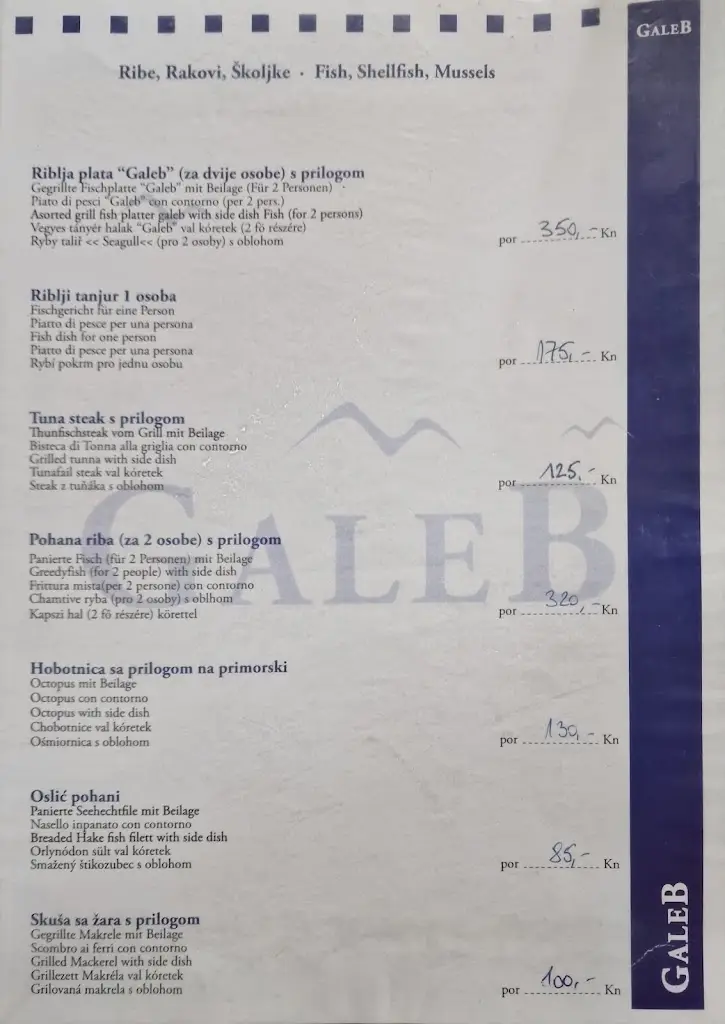 GALEB
Ribe, Rakovi, Školjke · Fish, Shellfish, Mussels
Riblja plata “Galeb” (za dvije osobe) s prilogom
Gegrillte Fischplatte “Galeb” mit Beilage (Für 2 Personen)
Piato di pesci “Galeb” con contorno (per 2 pers.)
Asorted grill fish platter galeb with side dish Fish (for 2 persons)
Vegyes tányér halak “Galeb” val kóretek (2 fö részére)
Ryby talíř << Seagull<< (pro 2 osoby) s oblohom
por 350,- Kn
Riblji tanjur 1 osoba
Fischgericht für eine Person
Piatto di pesce per una persona
Fish dish for one person
Piatto di pesce per una persona
Rybí pokrm pro jednu osobu
por 175,- Kn
Tuna steak s prilogom
Thunfischsteak vom Grill mit Beilage
Bisteca di Tonna alla griglia con contorno
Grilled tunna with side dish
Tunafail steak val kóretek
Steak z tuňáka s oblohom
por 125,- Kn
Pohana riba (za 2 osobe) s prilogom
Panierte Fisch (für 2 Personen) mit Beilage
Greedyfish (for 2 people) with side dish
Frittura mista(per 2 persone) con contorno
Chamtive ryba (pro 2 osoby) s oblhom
Kapszi hal (2 fö részére) körettel
por 320,- Kn
GALEB
Hobotnica sa prilogom na primorski
Octopus mit Beilage
Octopus con contorno
Octopus with side dish
Chobotnice val kóretek
Ośmiornica s oblohom
por 130,- Kn
Oslić pohani
Panierte Seehechtfile mit Beilage
Nasello inpanato con contorno
Breaded Hake fish filett with side dish
Orlynódon sült val kóretek
Smažený štikozubec s oblohom
por 85,- Kn
Skuša sa žara s prilogom
Gegrillte Makrele mit Beilage
Scombro ai ferri con contorno
Grilled Mackerel with side dish
Grillezett Makréla val kóretek
Grilovaná makrela s oblohom
por 100,- Kn
GALEB